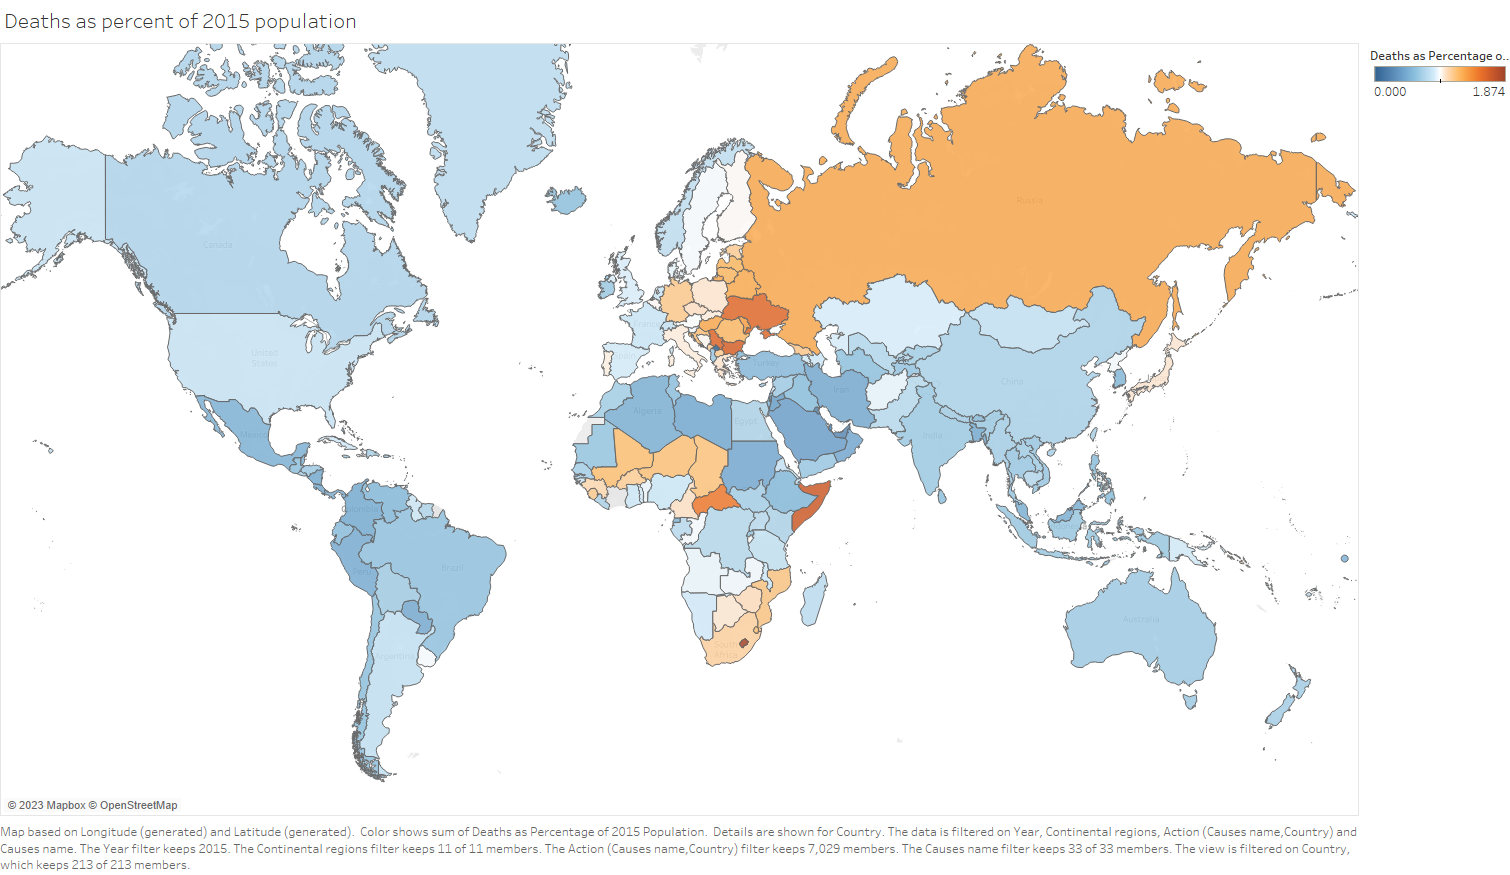 Deaths as percent of 2015 population
Deaths as Percentage o..
0.000 1.874
Russia
Canada
United
States
France
Spain
Turkey
China
Iran
Algeria
Egypt
Mexico
India
Colombia
Brazil
Peru
Australia
South
Africa
Argentina
© 2023 Mapbox © OpenStreetMap
Map based on Longitude (generated) and Latitude (generated).  Color shows sum of Deaths as Percentage of 2015 Population.  Details are shown for Country. The data is filtered on Year, Continental regions, Action (Causes name,Country) and
Causes name. The Year filter keeps 2015. The Continental regions filter keeps 11 of 11 members. The Action (Causes name,Country) filter keeps 7,029 members. The Causes name filter keeps 33 of 33 members. The view is filtered on Country,
which keeps 213 of 213 members.